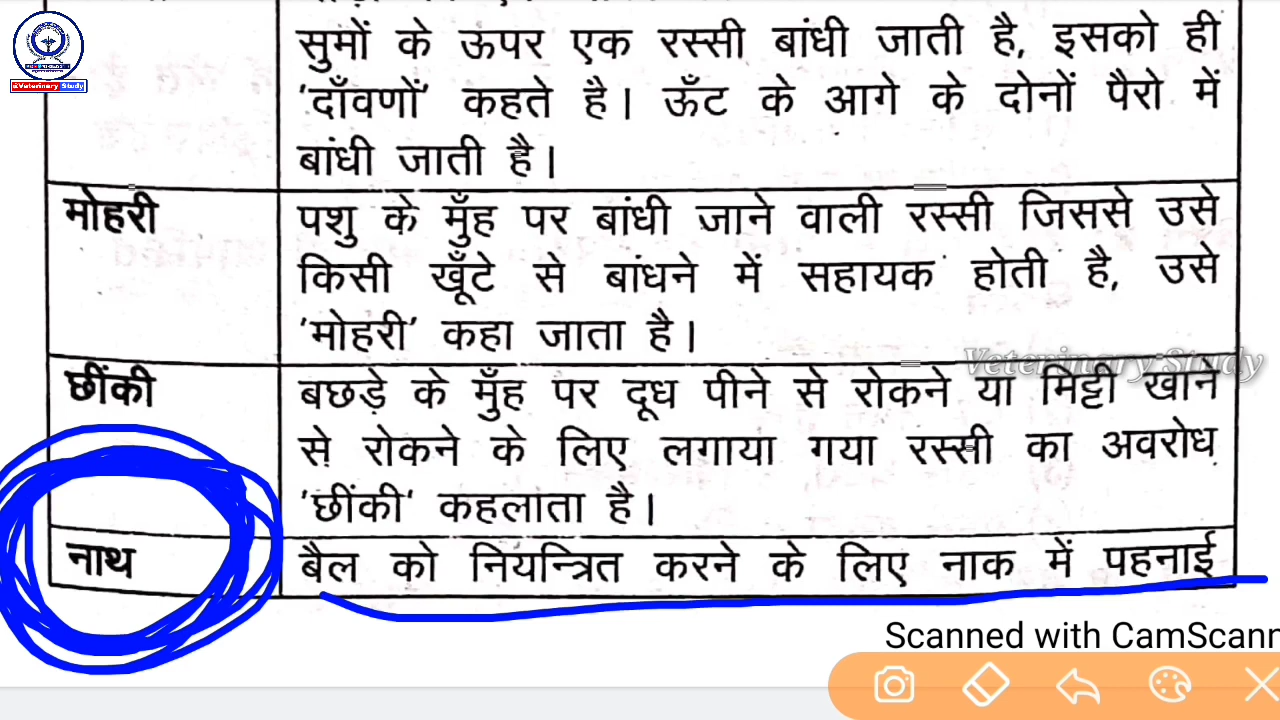 @Veterinary Study
सुमों के ऊपर एक रस्सी बांधी जाती है, इसको ही
'दाँवणों' कहते है। ऊँट के आगे के दोनों पैरो में
बांधी जाती है।
मोहरी
पशु के मुँह पर बांधी जाने वाली रस्सी जिससे उसे
किसी खूँटे से बांधने में सहायक होती है, उसे
'मोहरी' कहा जाता है।
Veterinary Study
छींकी
बछड़े के मुँह पर दूध पीने से रोकने या मिट्टी खाने
से रोकने के लिए लगाया गया रस्सी का अवरोध
'छींकी' कहलाता है।
नाथ
बैल को नियन्त्रित करने के लिए नाक में पहनाई
Scanned with CamScann